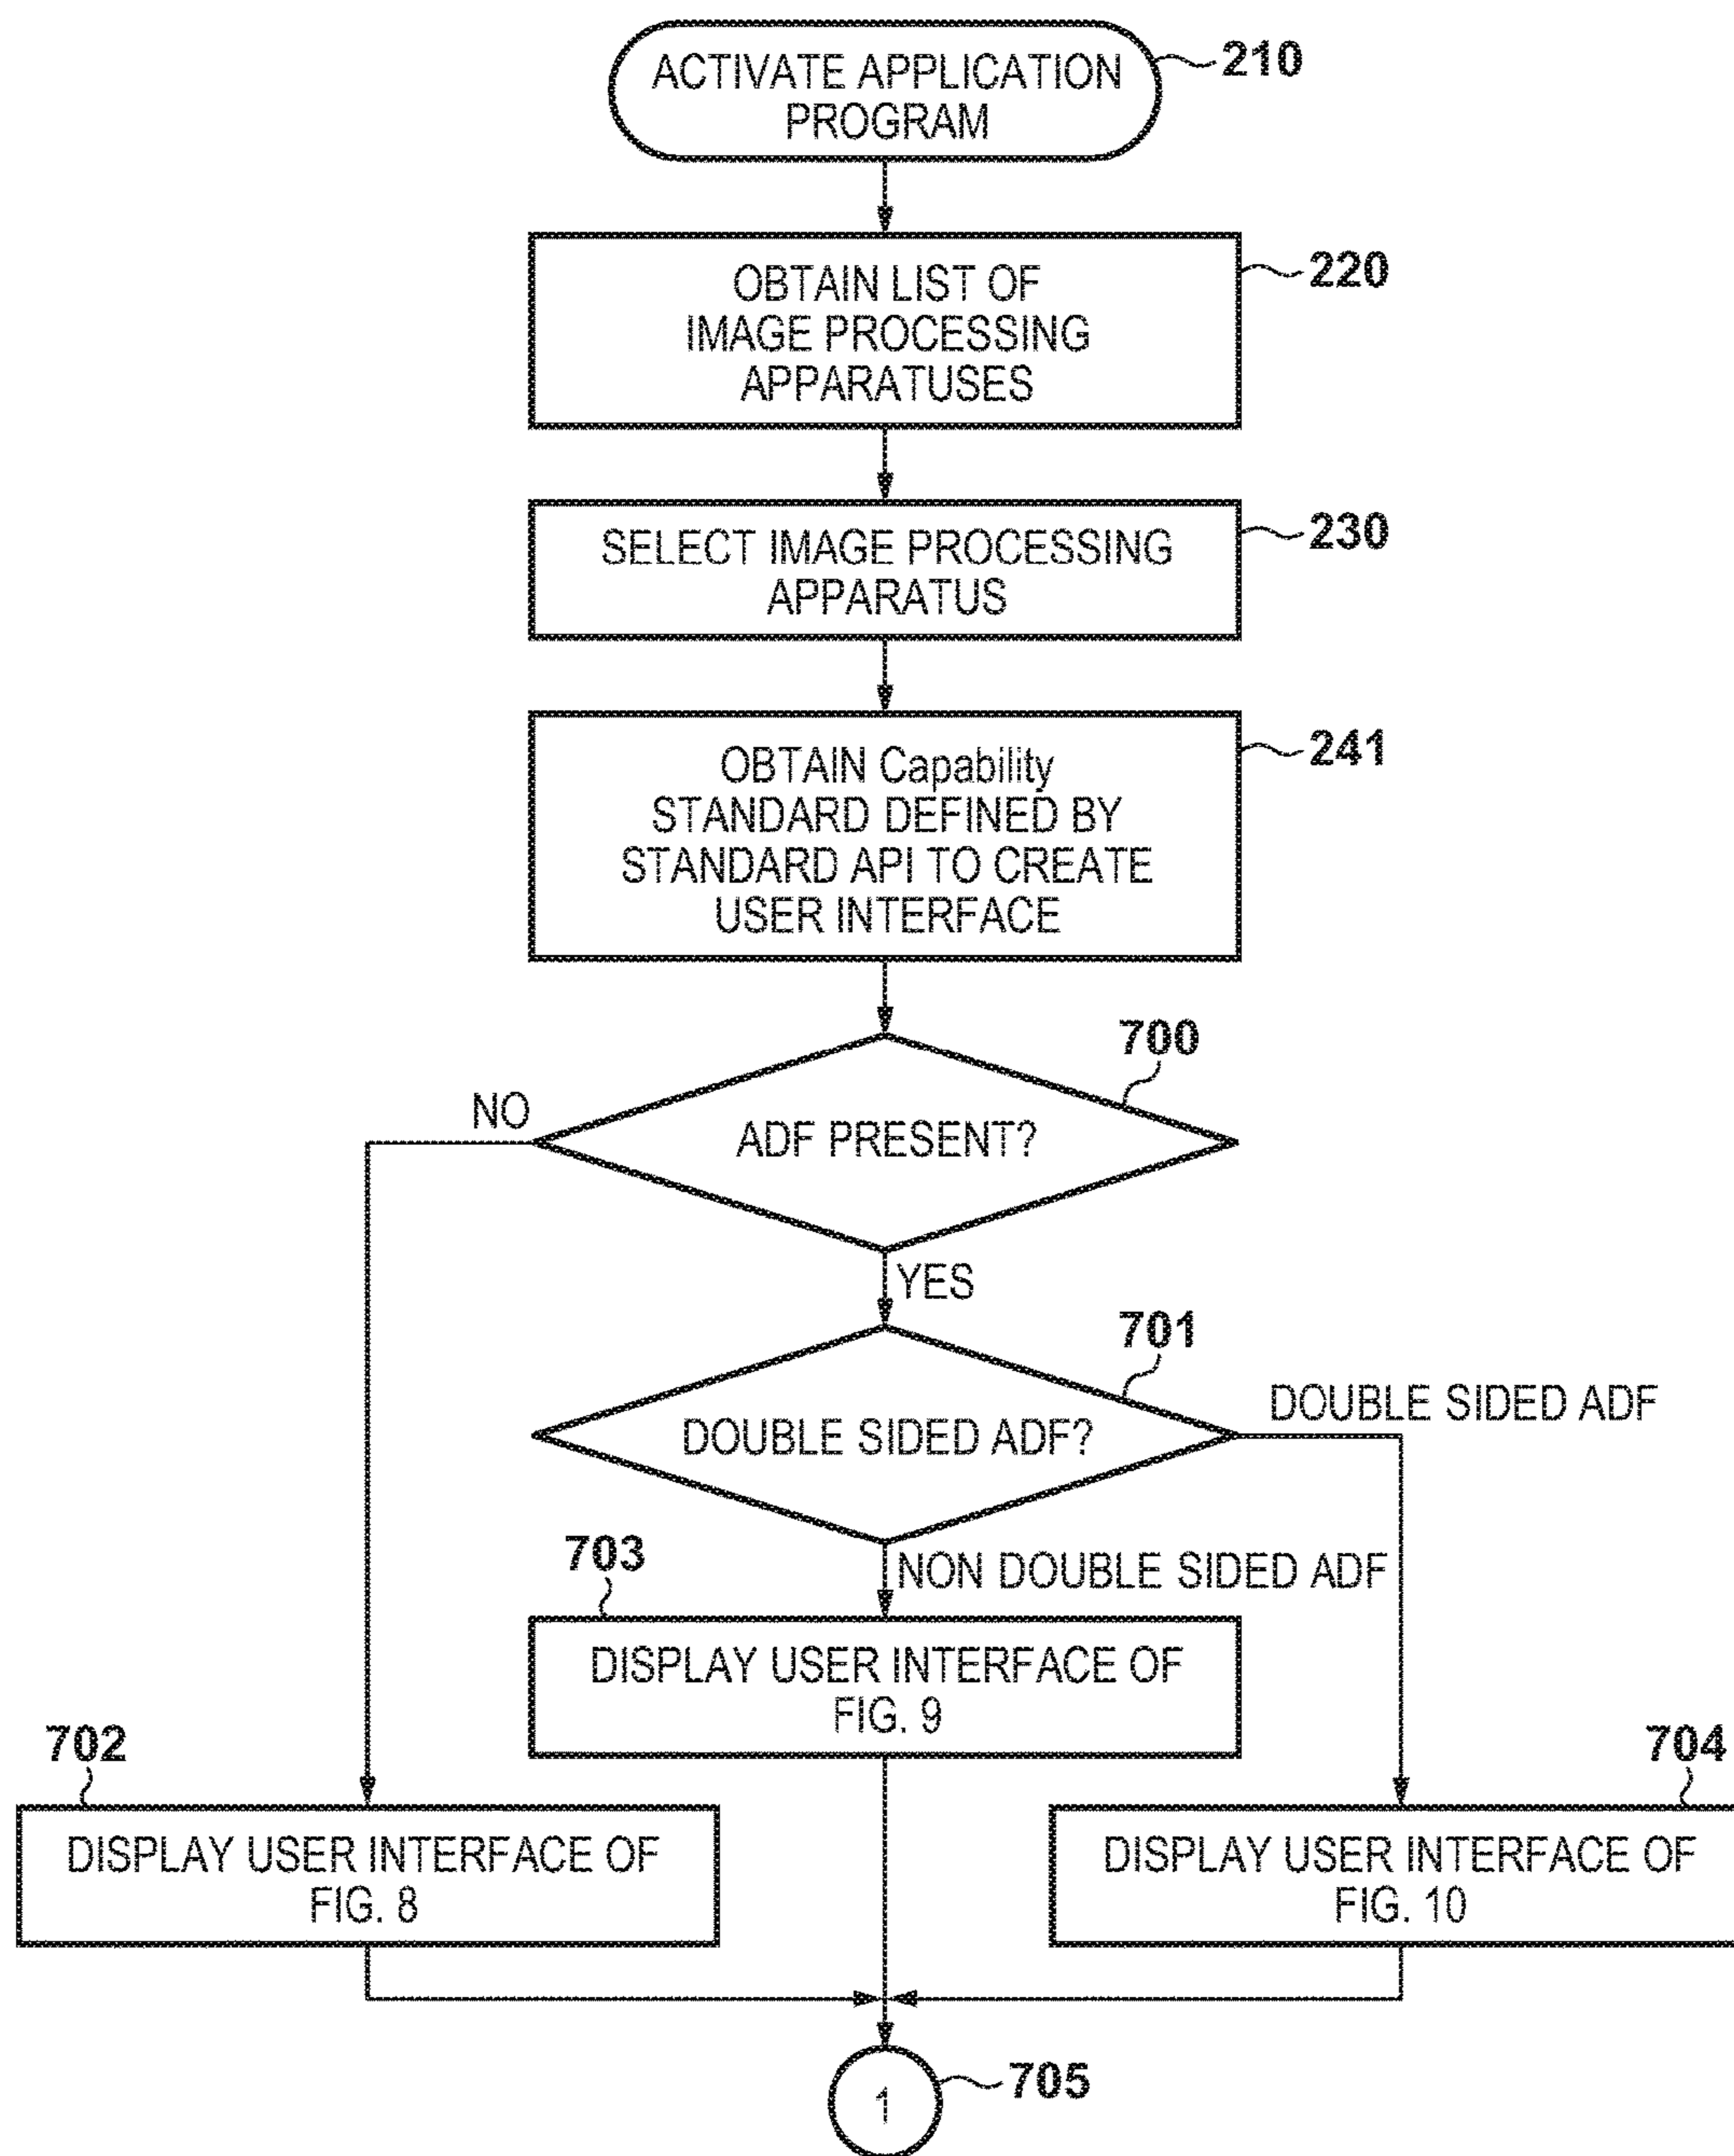 ACTIVATE APPLICATION
PROGRAM
210
OBTAIN LIST OF
IMAGE PROCESSING
APPARATUSES
220
SELECT IMAGE PROCESSING
APPARATUS
230
OBTAIN Capability
STANDARD DEFINED BY
STANDARD API TO CREATE
USER INTERFACE
241
700
NO
ADF PRESENT?
YES
701
DOUBLE SIDED ADF
DOUBLE SIDED ADF?
703
NON DOUBLE SIDED ADF
DISPLAY USER INTERFACE OF
FIG. 9
702
704
DISPLAY USER INTERFACE OF
FIG. 8
DISPLAY USER INTERFACE OF
FIG. 10
1
705